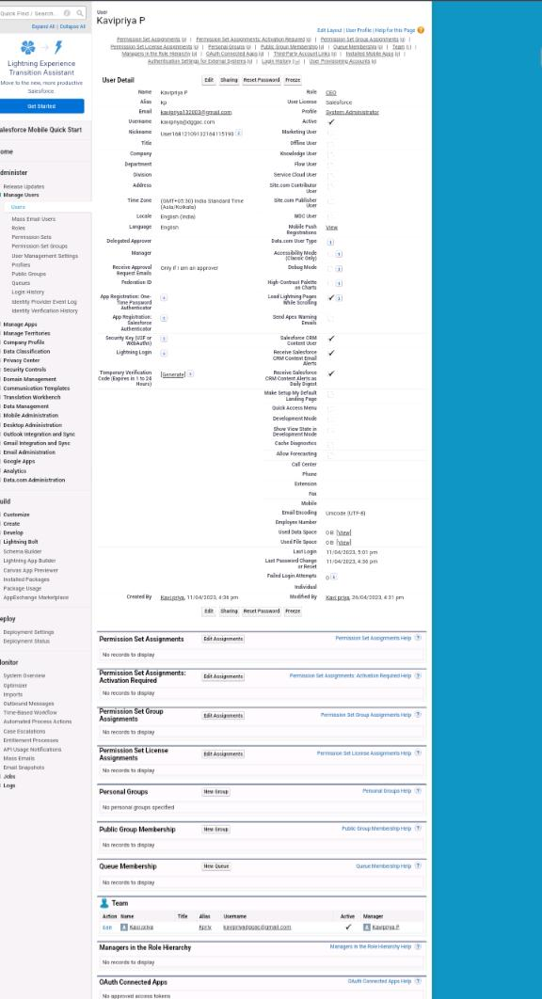 Quick Find / Search...
Expand All | Collapse All
Lightning Experience
Transition Assistant
Move to the new, more productive
Salesforce
Get Started
alesforce Mobile Quick Start
ome
dminister
Release Updates
Manage Users
Users
Mass Email Users
Roles
Permission Sets
Permission Set Groups
User Management Settings
Profiles
Public Groups
Queues
Login History
Identity Provider Event Log
Identity Verification History
Manage Apps
Manage Territories
Company Profile
Data Classification
Privacy Center
Security Controls
Domain Management
Communication Templates
Translation Workbench
Data Management
Mobile Administration
Desktop Administration
Outlook Integration and Sync
Gmail Integration and Sync
Email Administration
Google Apps
Analytics
Data.com Administration
uild
Customize
Create
Develop
Lightning Bolt
Schema Builder
Lightning App Builder
Canvas App Previewer
Installed Packages
Package Usage
AppExchange Marketplace
eploy
Deployment Settings
Deployment Status
onitor
System Overview
Optimizer
Imports
Outbound Messages
Time-Based Workflow
Automated Process Actions
Case Escalations
Entitlement Processes
API Usage Notifications
Mass Emails
Email Snapshots
Jobs
Logs
User
Kavipriya P
Edit Layout | User Profile | Help for this Page
Permission Set Assignments [0] | Permission Set Assignments: Activation Required [0] | Permission Set Group Assignments [0] |
Permission Set License Assignments [0] | Personal Groups [0] | Public Group Membership [0] | Queue Membership [0] | Team [1] |
Managers in the Role Hierarchy [0] | OAuth Connected Apps [0] | Third-Party Account Links [0] | Installed Mobile Apps [0] |
Authentication Settings for External Systems [0] | Login History | User Provisioning Accounts [0]
User Detail Edit Sharing Reset Password Freeze
Name Kavipriya P Role CEO
Alias kp User License Salesforce
Email Profile System Administrator
Username kavipriya@dggac.com Active
Nickname Marketing User
Title Offline User
Company Knowledge User
Department Flow User
Division Service Cloud User
Address Site.com Contributor
User
Time Zone (GMT+05:30) India Standard Time
(Asia/Kolkata)
Site.com Publisher
User
Locale English (India) WDC User
Language English Mobile Push
Registrations View
Delegated Approver Data.com User Type
Manager Accessibility Mode
(Classic Only)
Receive Approval
Request Emails Only if I am an approver Debug Mode
Federation ID High-Contrast Palette
on Charts
App Registration: One-
Time Password
Authenticator
Load Lightning Pages
While Scrolling
App Registration:
Salesforce
Authenticator
Send Apex Warning
Emails
Security Key (U2F or
WebAuthn)
Salesforce CRM
Content User
Lightning Login Receive Salesforce
CRM Content Email
Alerts
Temporary Verification
Code (Expires in 1 to 24
Hours)
[Generate]
Receive Salesforce
CRM Content Alerts as
Daily Digest
Make Setup My Default
Landing Page
Quick Access Menu
Development Mode
Show View State in
Development Mode
Cache Diagnostics
Allow Forecasting
Call Center
Phone
Extension
Fax
Mobile
Email Encoding Unicode (UTF-8)
Employee Number
Used Data Space 0 B [View]
Used File Space 0 B [View]
Last Login 11/04/2023, 5:01 pm
Last Password Change
or Reset 11/04/2023, 4:36 pm
Failed Login Attempts 0
Individual
Created By Kavi priya, 11/04/2023, 4:36 pm Modified By Kavi priya, 26/04/2023, 4:31 pm
Edit Sharing Reset Password Freeze
Permission Set Assignments Edit Assignments Permission Set Assignments Help
No records to display
Permission Set Assignments:
Activation Required
Edit Assignments Permission Set Assignments: Activation Required Help
No records to display
Permission Set Group
Assignments
Edit Assignments Permission Set Group Assignments Help
No records to display
Permission Set License
Assignments
Edit Assignments Permission Set License Assignments Help
No records to display
Personal Groups New Group Personal Groups Help
No personal groups specified
Public Group Membership New Group Public Group Membership Help
No records to display
Queue Membership New Queue Queue Membership Help
No records to display
Team
Action Name Title Alias Username Active Manager
Edit Kavi priya Kpriy kavipriyadggac@gmail.com Kavipriya P
Managers in the Role Hierarchy Managers in the Role Hierarchy Help
No records to display
OAuth Connected Apps OAuth Connected Apps Help
No approved access tokens